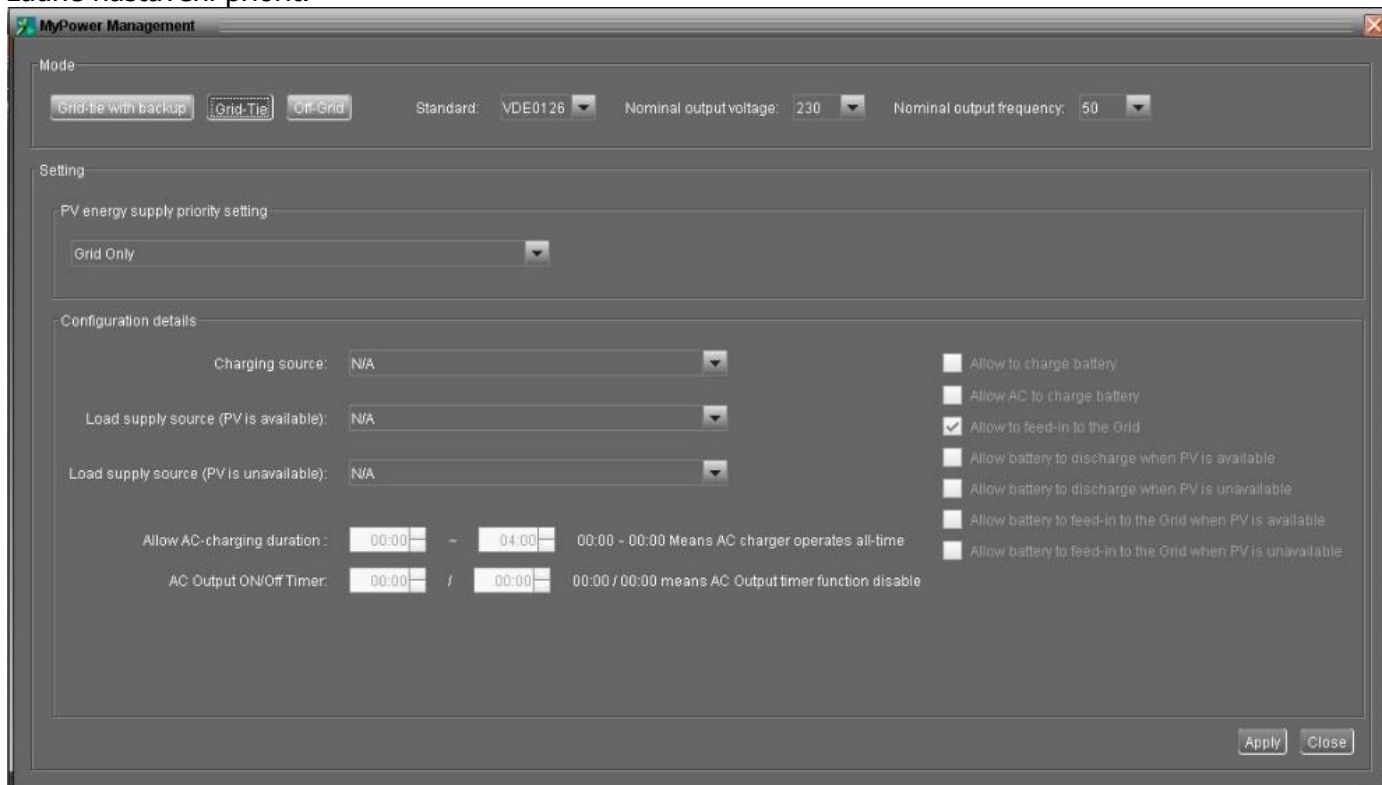 žádné nastavení priorit.
MyPower Management
Mode
Grid-tie with backup Grid-Tie Off-Grid Standard: VDE0126 Nominal output voltage: 230 Nominal output frequency: 50
Setting
PV energy supply priority setting
Grid Only
Configuration details
Charging source: N/A
Load supply source (PV is available): N/A
Load supply source (PV is unavailable): N/A
Allow AC-charging duration : 00:00 ~ 04:00 00:00 - 00:00 Means AC charger operates all-time
AC Output ON/Off Timer: 00:00 / 00:00 00:00 / 00:00 means AC Output timer function disable
Allow to charge battery
Allow AC to charge battery
Allow to feed-in to the Grid
Allow battery to discharge when PV is available
Allow battery to discharge when PV is unavailable
Allow battery to feed-in to the Grid when PV is available
Allow battery to feed-in to the Grid when PV is unavailable
Apply Close